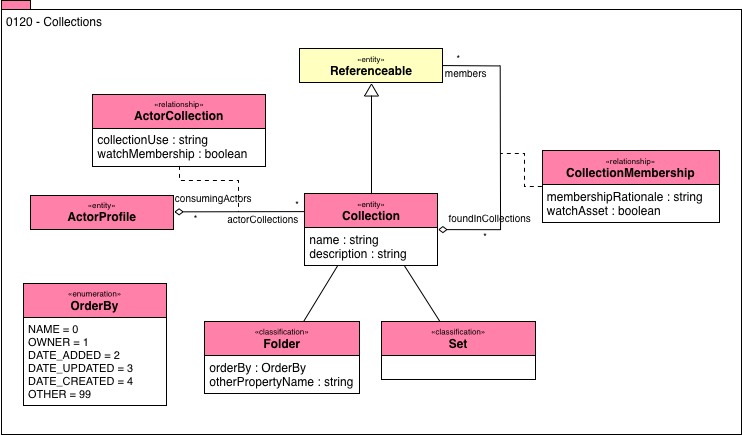 0120 - Collections
«entity»
Referenceable
*
members
«relationship»
ActorCollection
collectionUse : string
watchMembership : boolean
«relationship»
CollectionMembership
membershipRationale : string
watchAsset : boolean
«entity»
ActorProfile
consumingActors
*
*
actorCollections
«entity»
Collection
name : string
description : string
foundInCollections
*
«enumeration»
OrderBy
NAME = 0
OWNER = 1
DATE_ADDED = 2
DATE_UPDATED = 3
DATE_CREATED = 4
OTHER = 99
«classification»
Folder
orderBy : OrderBy
otherPropertyName : string
«classification»
Set